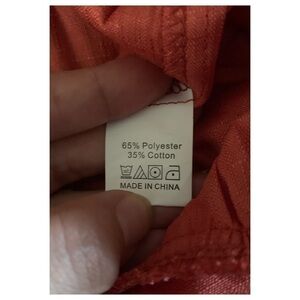 65% Polyester
35% Cotton
MADE IN CHINA